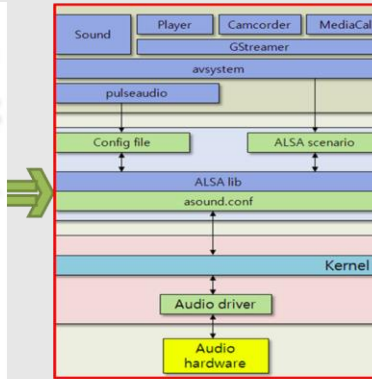 Sound
Player
Camcorder
MediaCal
GStreamer
avsystem
pulseaudio
Config file
ALSA scenario
ALSA lib
asound.conf
Kernel
Audio driver
Audio
hardware